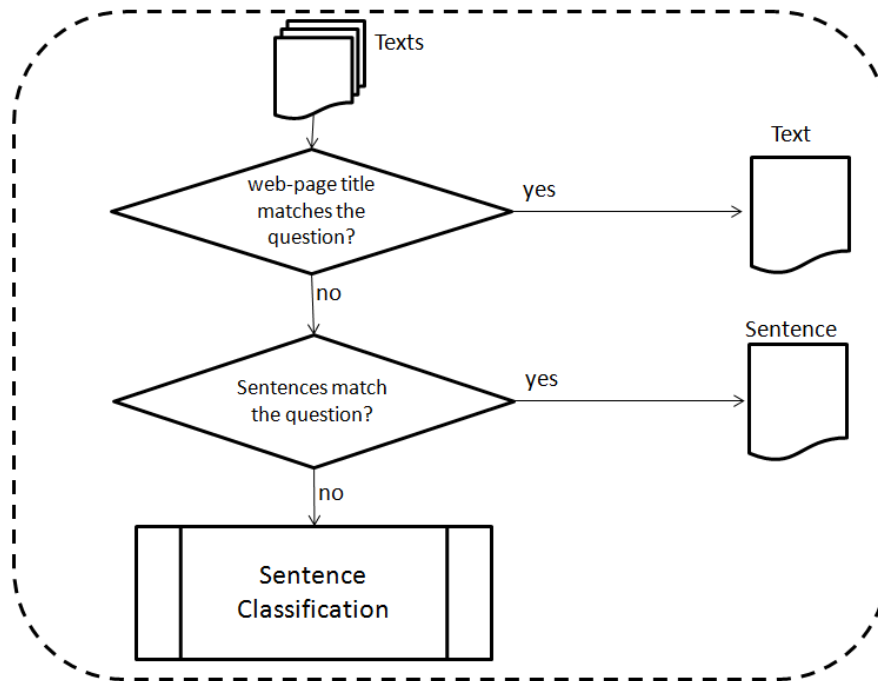 Texts
Text
web-page title
matches the
question?
yes
no
Sentence
Sentences match
the question?
yes
no
Sentence
Classification